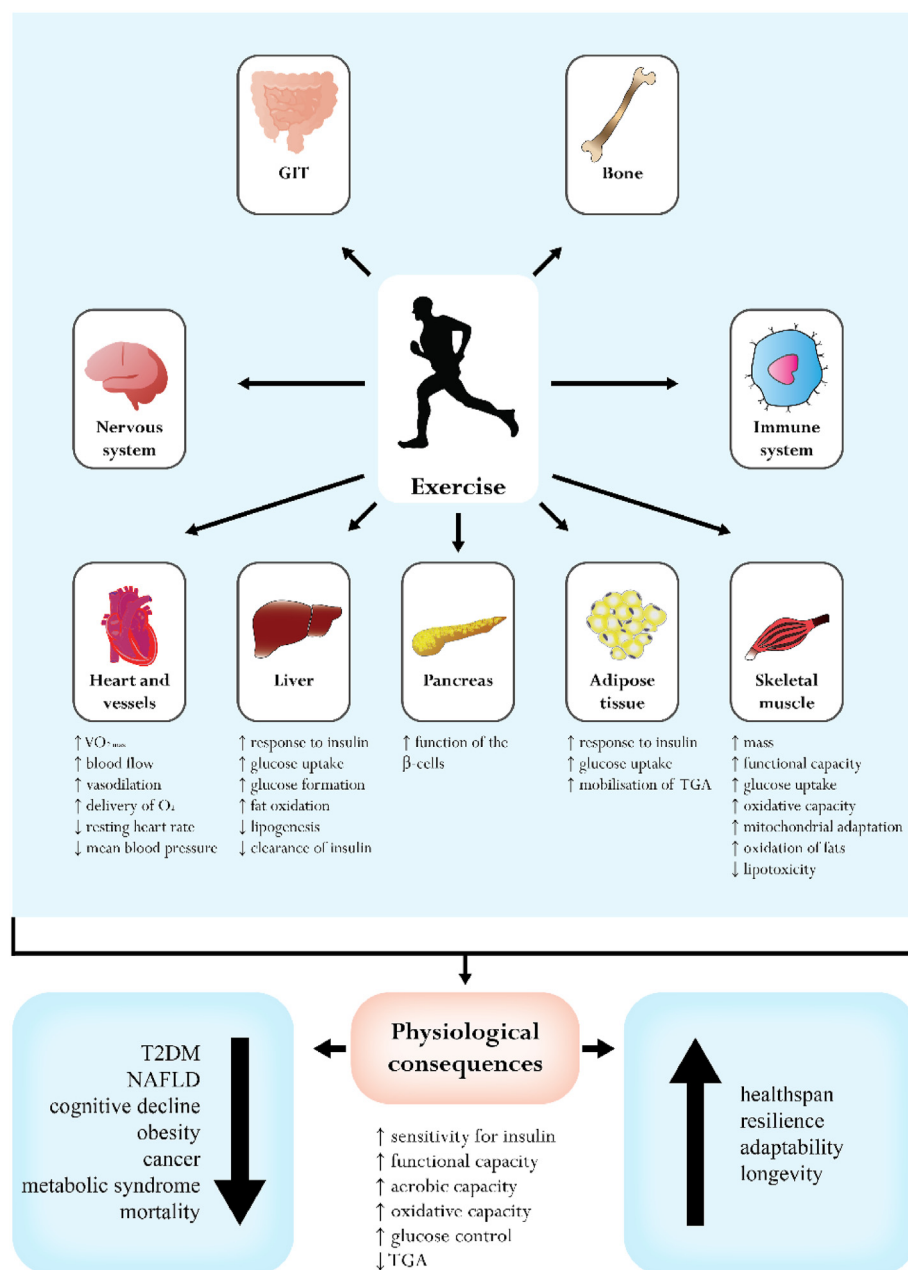 GIT
Bone
Nervous
system
Immune
system
Exercise
Heart and
vessels
↑ VO₂ max
↑ blood flow
↑ vasodilation
↑ delivery of O₂
↓ resting heart rate
↓ mean blood pressure
Liver
↑ response to insulin
↑ glucose uptake
↑ glucose formation
↑ fat oxidation
↓ lipogenesis
↓ clearance of insulin
Pancreas
↑ function of the
β-cells
Adipose
tissue
↑ response to insulin
↑ glucose uptake
↑ mobilisation of TGA
Skeletal
muscle
↑ mass
↑ functional capacity
↑ glucose uptake
↑ oxidative capacity
↑ mitochondrial adaptation
↑ oxidation of fats
↓ lipotoxicity
T2DM
NAFLD
cognitive decline
obesity
cancer
metabolic syndrome
mortality
Physiological
consequences
↑ sensitivity for insulin
↑ functional capacity
↑ aerobic capacity
↑ oxidative capacity
↑ glucose control
↓ TGA
healthspan
resilience
adaptability
longevity